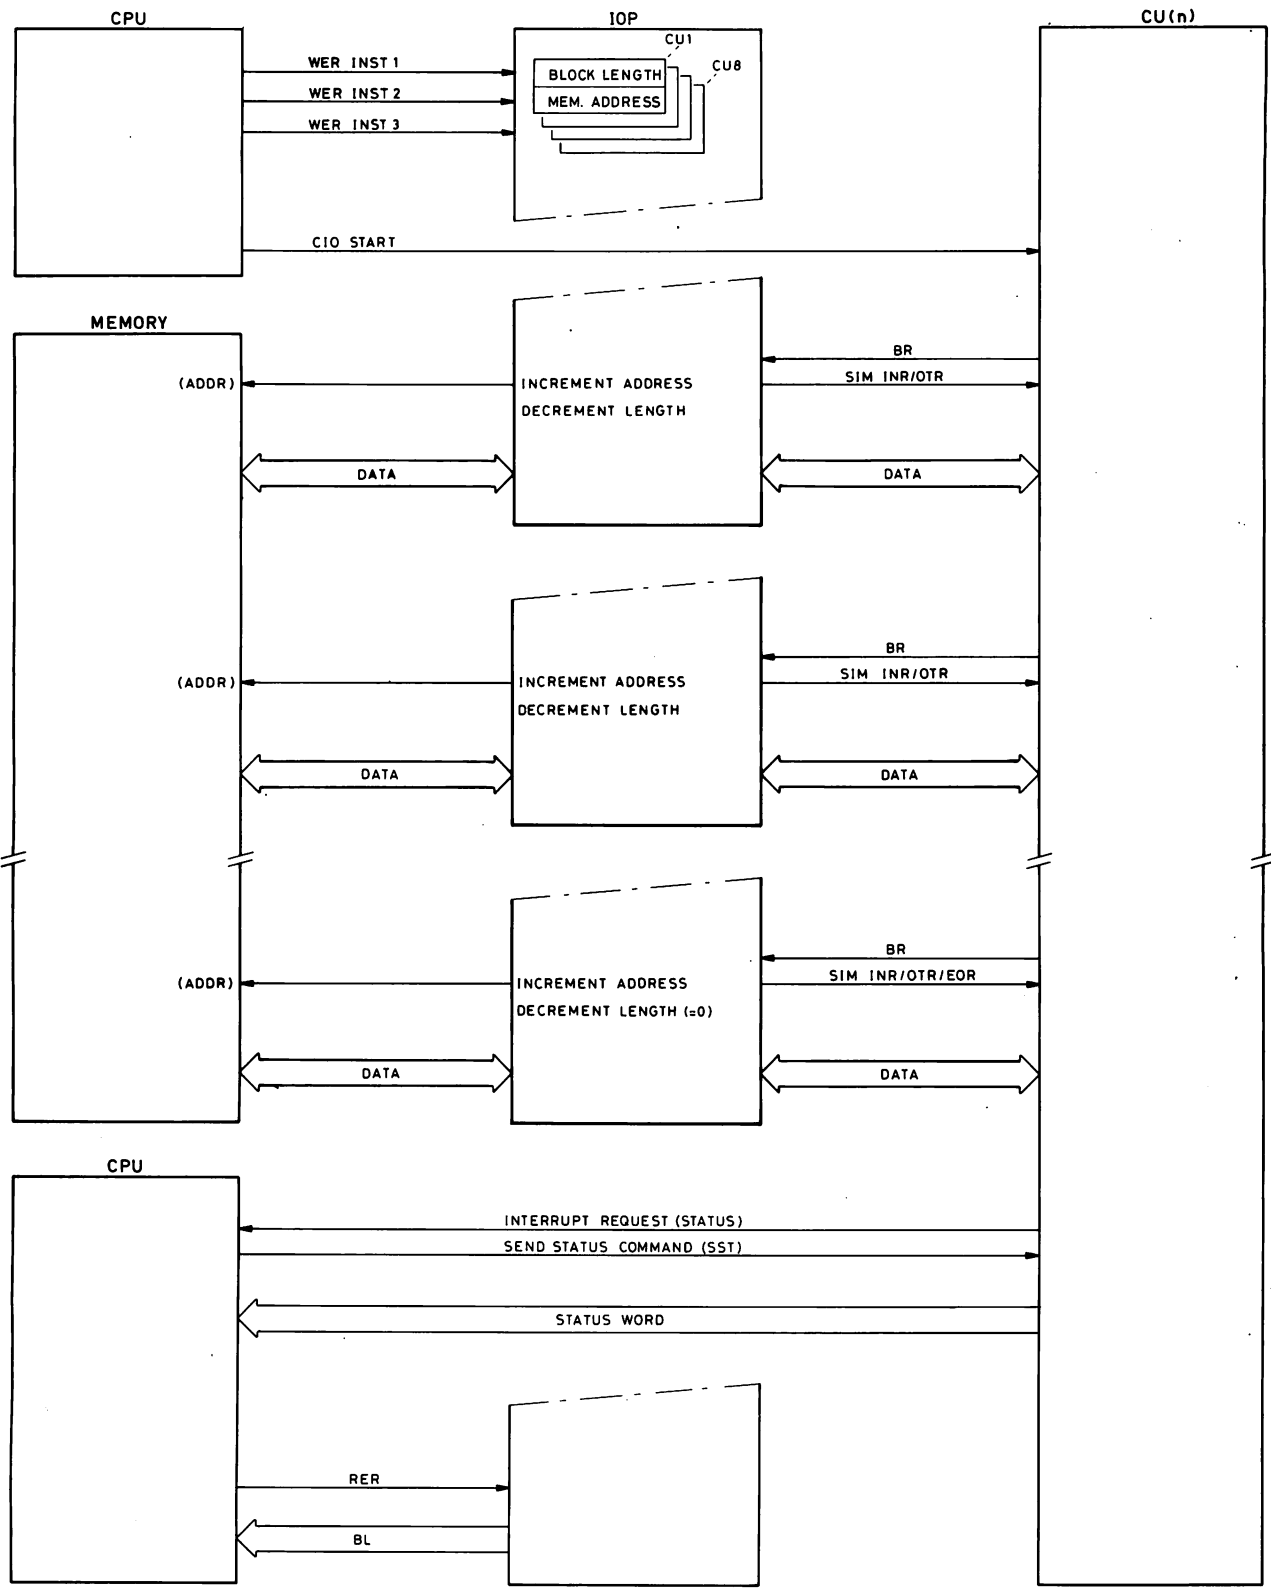 CPU
IOP
CU(n)
CU1
WER INST 1
BLOCK LENGTH
CU8
WER INST 2
MEM. ADDRESS
WER INST 3
CIO START
MEMORY
BR
(ADDR)
INCREMENT ADDRESS
SIM INR/OTR
DECREMENT LENGTH
DATA
DATA
BR
(ADDR)
INCREMENT ADDRESS
SIM INR/OTR
DECREMENT LENGTH
DATA
DATA
BR
(ADDR)
INCREMENT ADDRESS
SIM INR/OTR/EOR
DECREMENT LENGTH (=0)
DATA
DATA
CPU
INTERRUPT REQUEST (STATUS)
SEND STATUS COMMAND (SST)
STATUS WORD
RER
BL